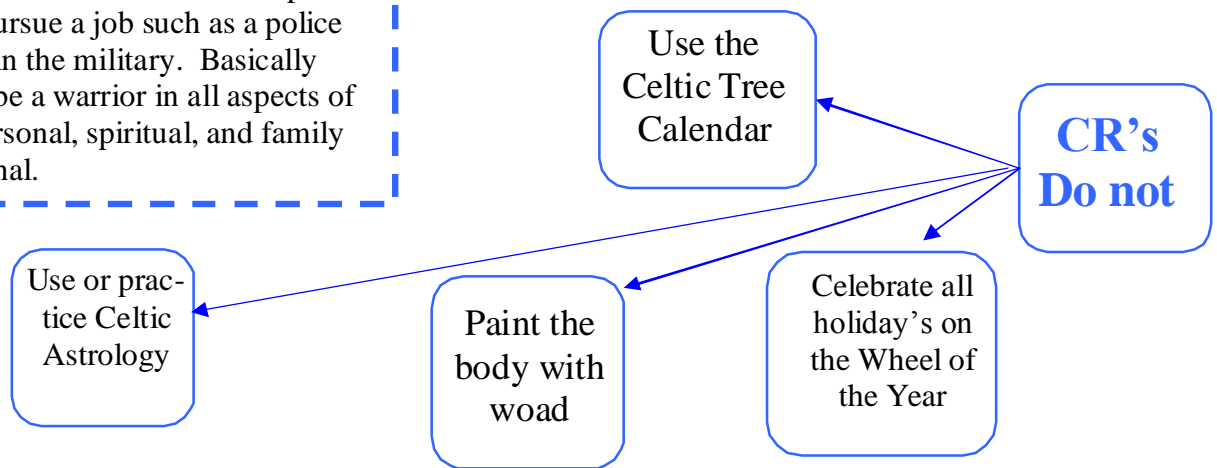 ursue a job such as a police
in the military. Basically
be a warrior in all aspects of
rsonal, spiritual, and family
nal.
Use the
Celtic Tree
Calendar
CR's
Do not
Use or prac-
tice Celtic
Astrology
Paint the
body with
woad
Celebrate all
holiday's on
the Wheel of
the Year